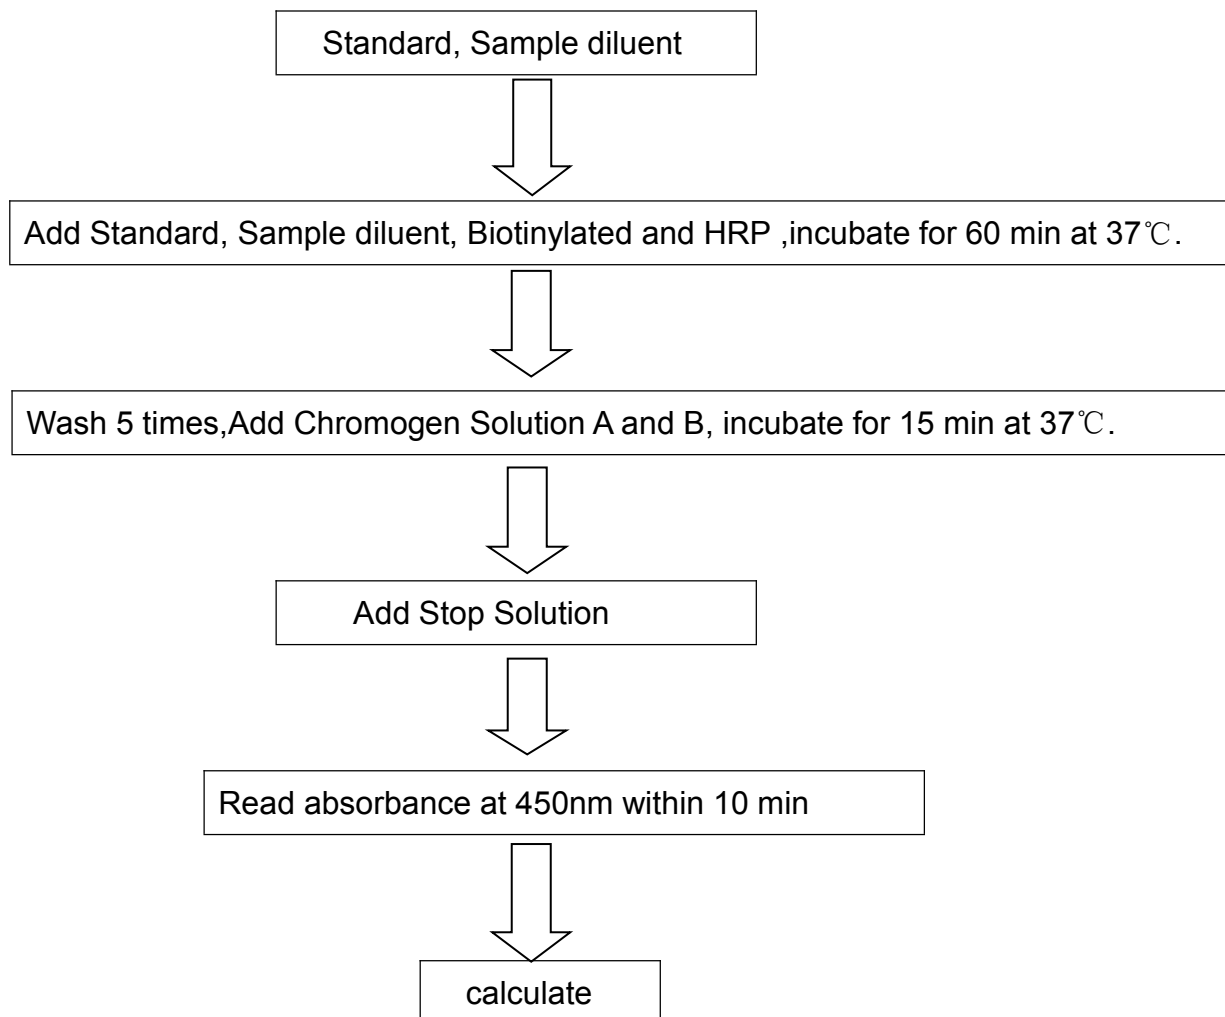 Standard, Sample diluent
Add Standard, Sample diluent, Biotinylated and HRP ,incubate for 60 min at 37℃.
Wash 5 times,Add Chromogen Solution A and B, incubate for 15 min at 37℃.
Add Stop Solution
Read absorbance at 450nm within 10 min
calculate